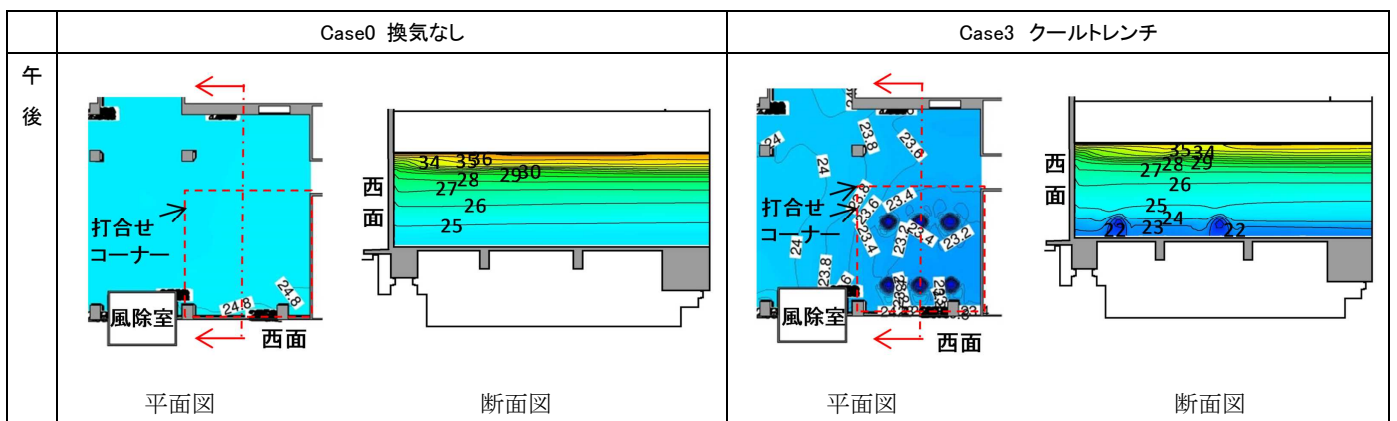 Case0 換気なし
Case3 クールトレンチ
午
後
打合せ
コーナー
風除室
24.8
24.8
西面
平面図
西
面
34 35 36
28 29 30
27
26
25
断面図
24
23.8
23.6
24
23.8
23.6
23.4
23.4
23.2
23.4
23.2
24
23.8
打合せ
コーナー
風除室
西面
平面図
西
面
35 34
27 28 29
26
25
24
22 23 22
断面図